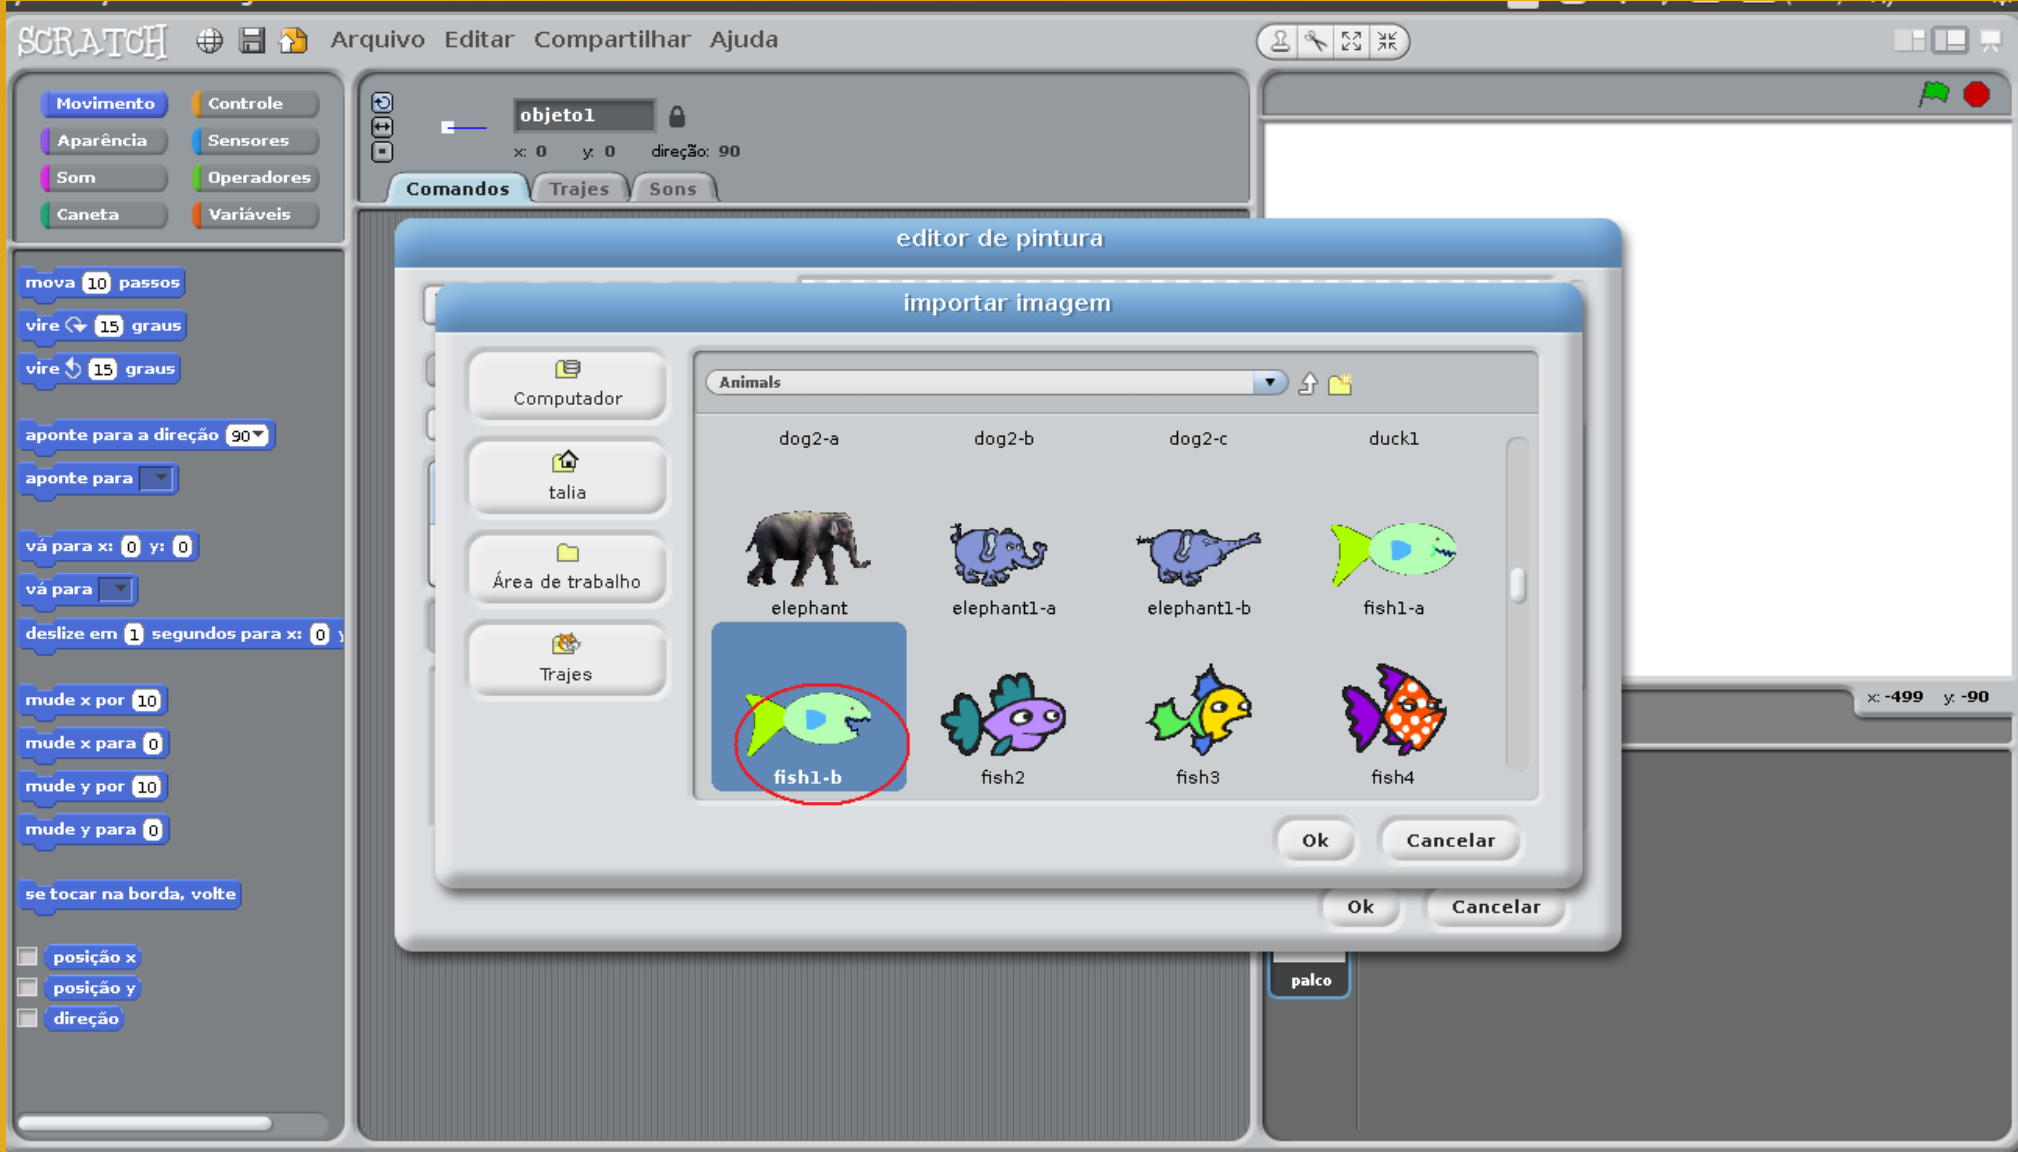 SCRATCH Arquivo Editar Compartilhar Ajuda
Movimento Controle
Aparência Sensores
Som Operadores
Caneta Variáveis
mova 10 passos
vire 15 graus
vire 15 graus
aponte para a direção 90
aponte para
vá para x: 0 y: 0
vá para
deslize em 1 segundos para x: 0 y
mude x por 10
mude x para 0
mude y por 10
mude y para 0
se tocar na borda, volte
posição x
posição y
direção
objeto1
x: 0 y: 0 direção: 90
Comandos Trajes Sons
editor de pintura
importar imagem
Computador
talia
Área de trabalho
Trajes
Animals
dog2-a dog2-b dog2-c duck1
elephant elephant1-a elephant1-b fish1-a
fish1-b fish2 fish3 fish4
Ok Cancelar
Ok Cancelar
x: -499 y: -90
palco